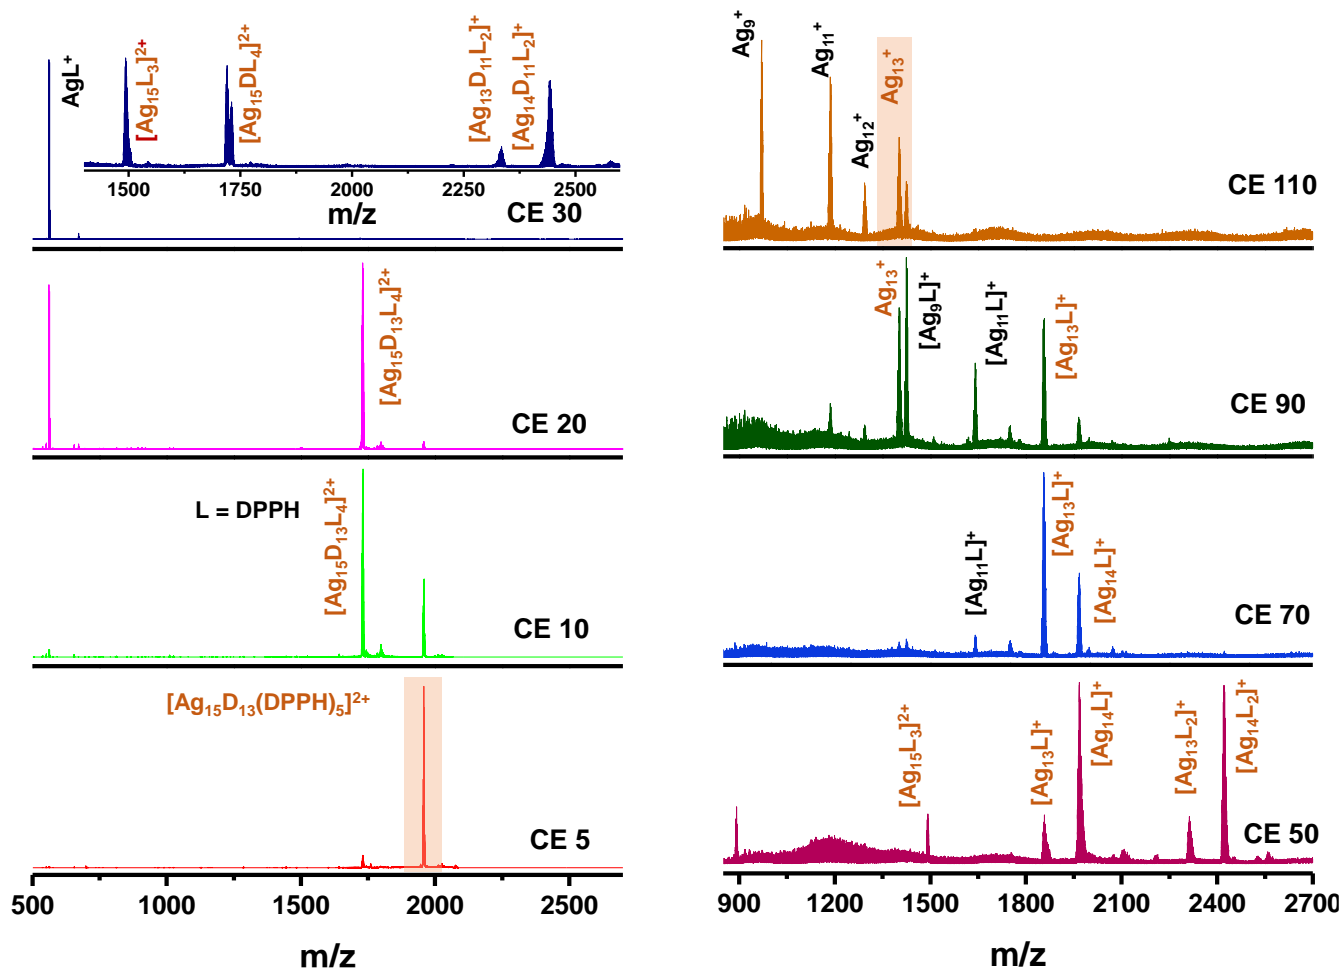 AgL⁺
[Ag₁₅L₃]²⁺
[Ag₁₅DL₄]²⁺
[Ag₁₃D₁₁L₂]⁺
[Ag₁₄D₁₁L₂]⁺
1500 1750 2000 2250 2500
m/z
CE 30
[Ag₁₅D₁₃L₄]²⁺
CE 20
L = DPPH
[Ag₁₅D₁₃L₄]²⁺
CE 10
[Ag₁₅D₁₃(DPPH)₅]²⁺
CE 5
500 1000 1500 2000 2500
m/z
Ag₉⁺
Ag₁₁⁺
Ag₁₂⁺
Ag₁₃⁺
CE 110
Ag₁₃⁺
[Ag₉L]⁺
[Ag₁₁L]⁺
[Ag₁₃L]⁺
CE 90
[Ag₁₁L]⁺
[Ag₁₃L]⁺
[Ag₁₄L]⁺
CE 70
[Ag₁₅L₃]²⁺
[Ag₁₃L]⁺
[Ag₁₄L]⁺
[Ag₁₃L₂]⁺
[Ag₁₄L₂]⁺
CE 50
900 1200 1500 1800 2100 2400 2700
m/z